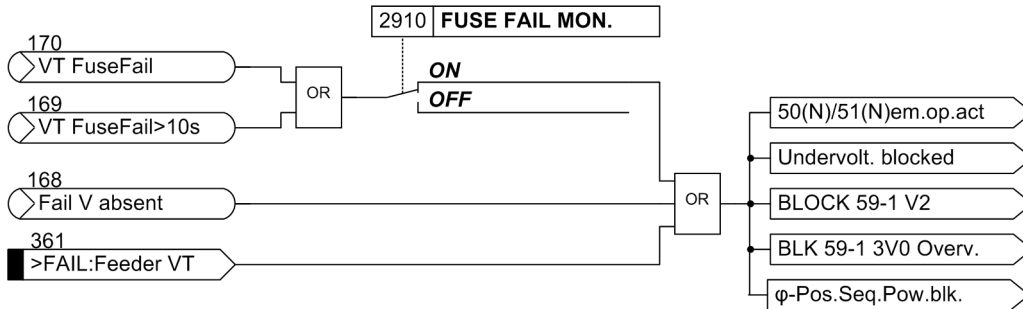 2910 FUSE FAIL MON.
170
VT FuseFail
OR
ON
OFF
169
VT FuseFail>10s
50(N)/51(N)em.op.act
Undervolt. blocked
168
Fail V absent
OR
BLOCK 59-1 V2
361
>FAIL:Feeder VT
BLK 59-1 3V0 Overv.
φ-Pos.Seq.Pow.blk.